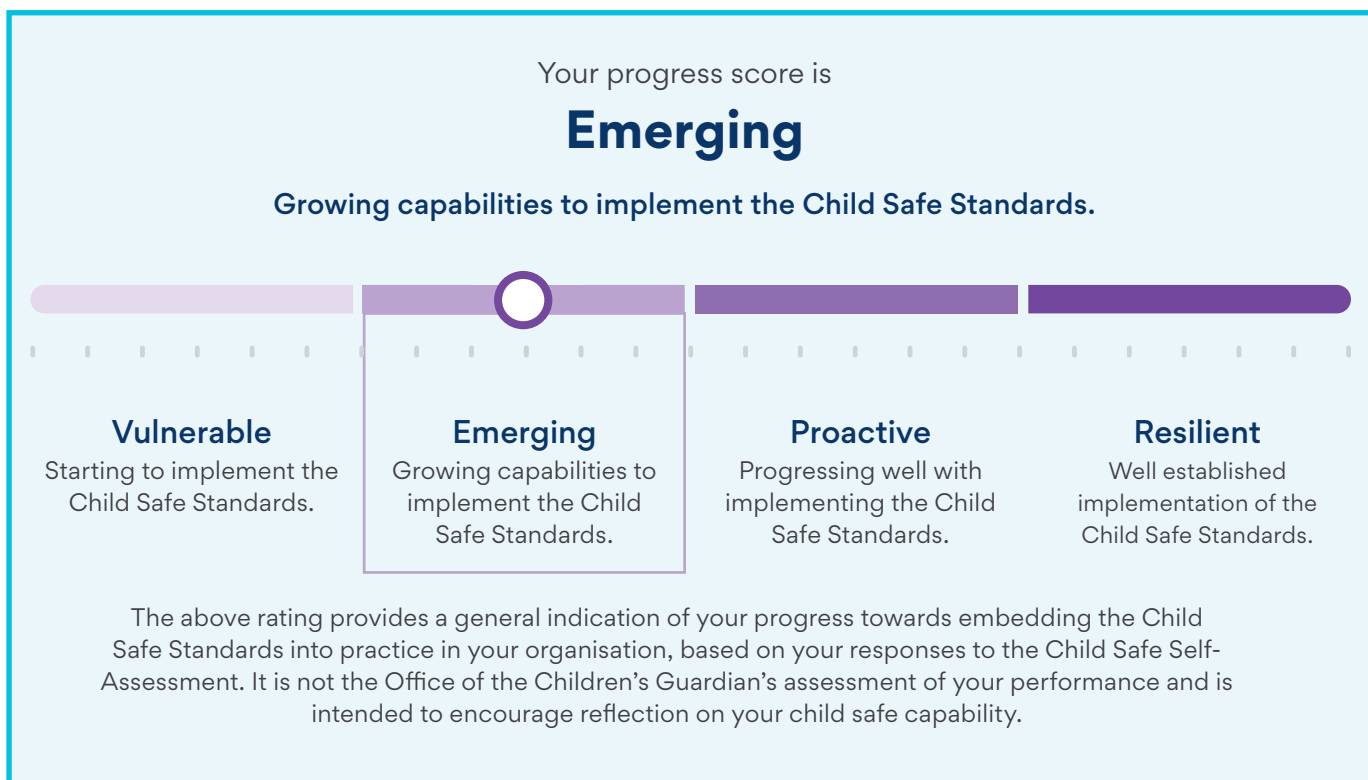 Your progress score is
Emerging
Growing capabilities to implement the Child Safe Standards.
Vulnerable
Starting to implement the
Child Safe Standards.
Emerging
Growing capabilities to
implement the Child
Safe Standards.
Proactive
Progressing well with
implementing the Child
Safe Standards.
Resilient
Well established
implementation of the
Child Safe Standards.
The above rating provides a general indication of your progress towards embedding the Child
Safe Standards into practice in your organisation, based on your responses to the Child Safe Self-
Assessment. It is not the Office of the Children’s Guardian’s assessment of your performance and is
intended to encourage reflection on your child safe capability.